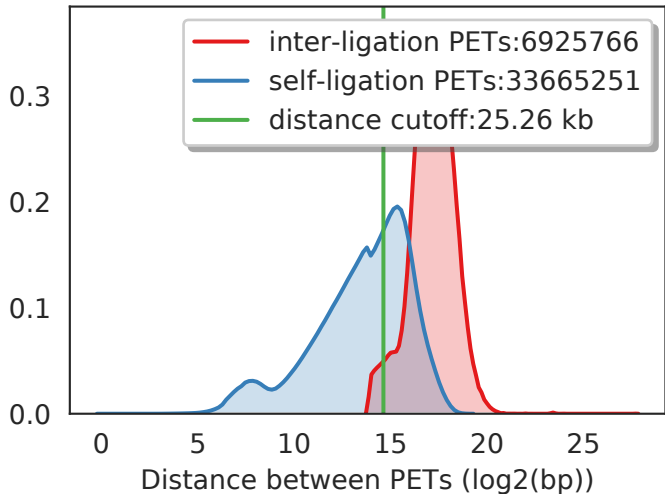 inter-ligation PETs:6925766
self-ligation PETs:33665251
distance cutoff:25.26 kb
0.3
0.2
0.1
0.0
0 5 10 15 20 25
Distance between PETs (log2(bp))